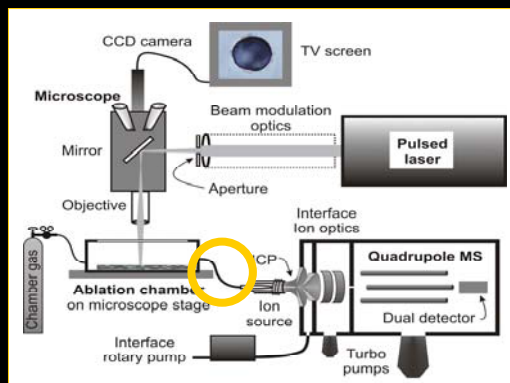 CCD camera
TV screen
Microscope
Beam modulation
optics
Pulsed
laser
Mirror
Aperture
Objective
Interface
Ion optics
Chamber gas
Quadrupole MS
Ablation chamber
on microscope stage
Ion
source
Dual detector
Interface
rotary pump
Turbo
pumps